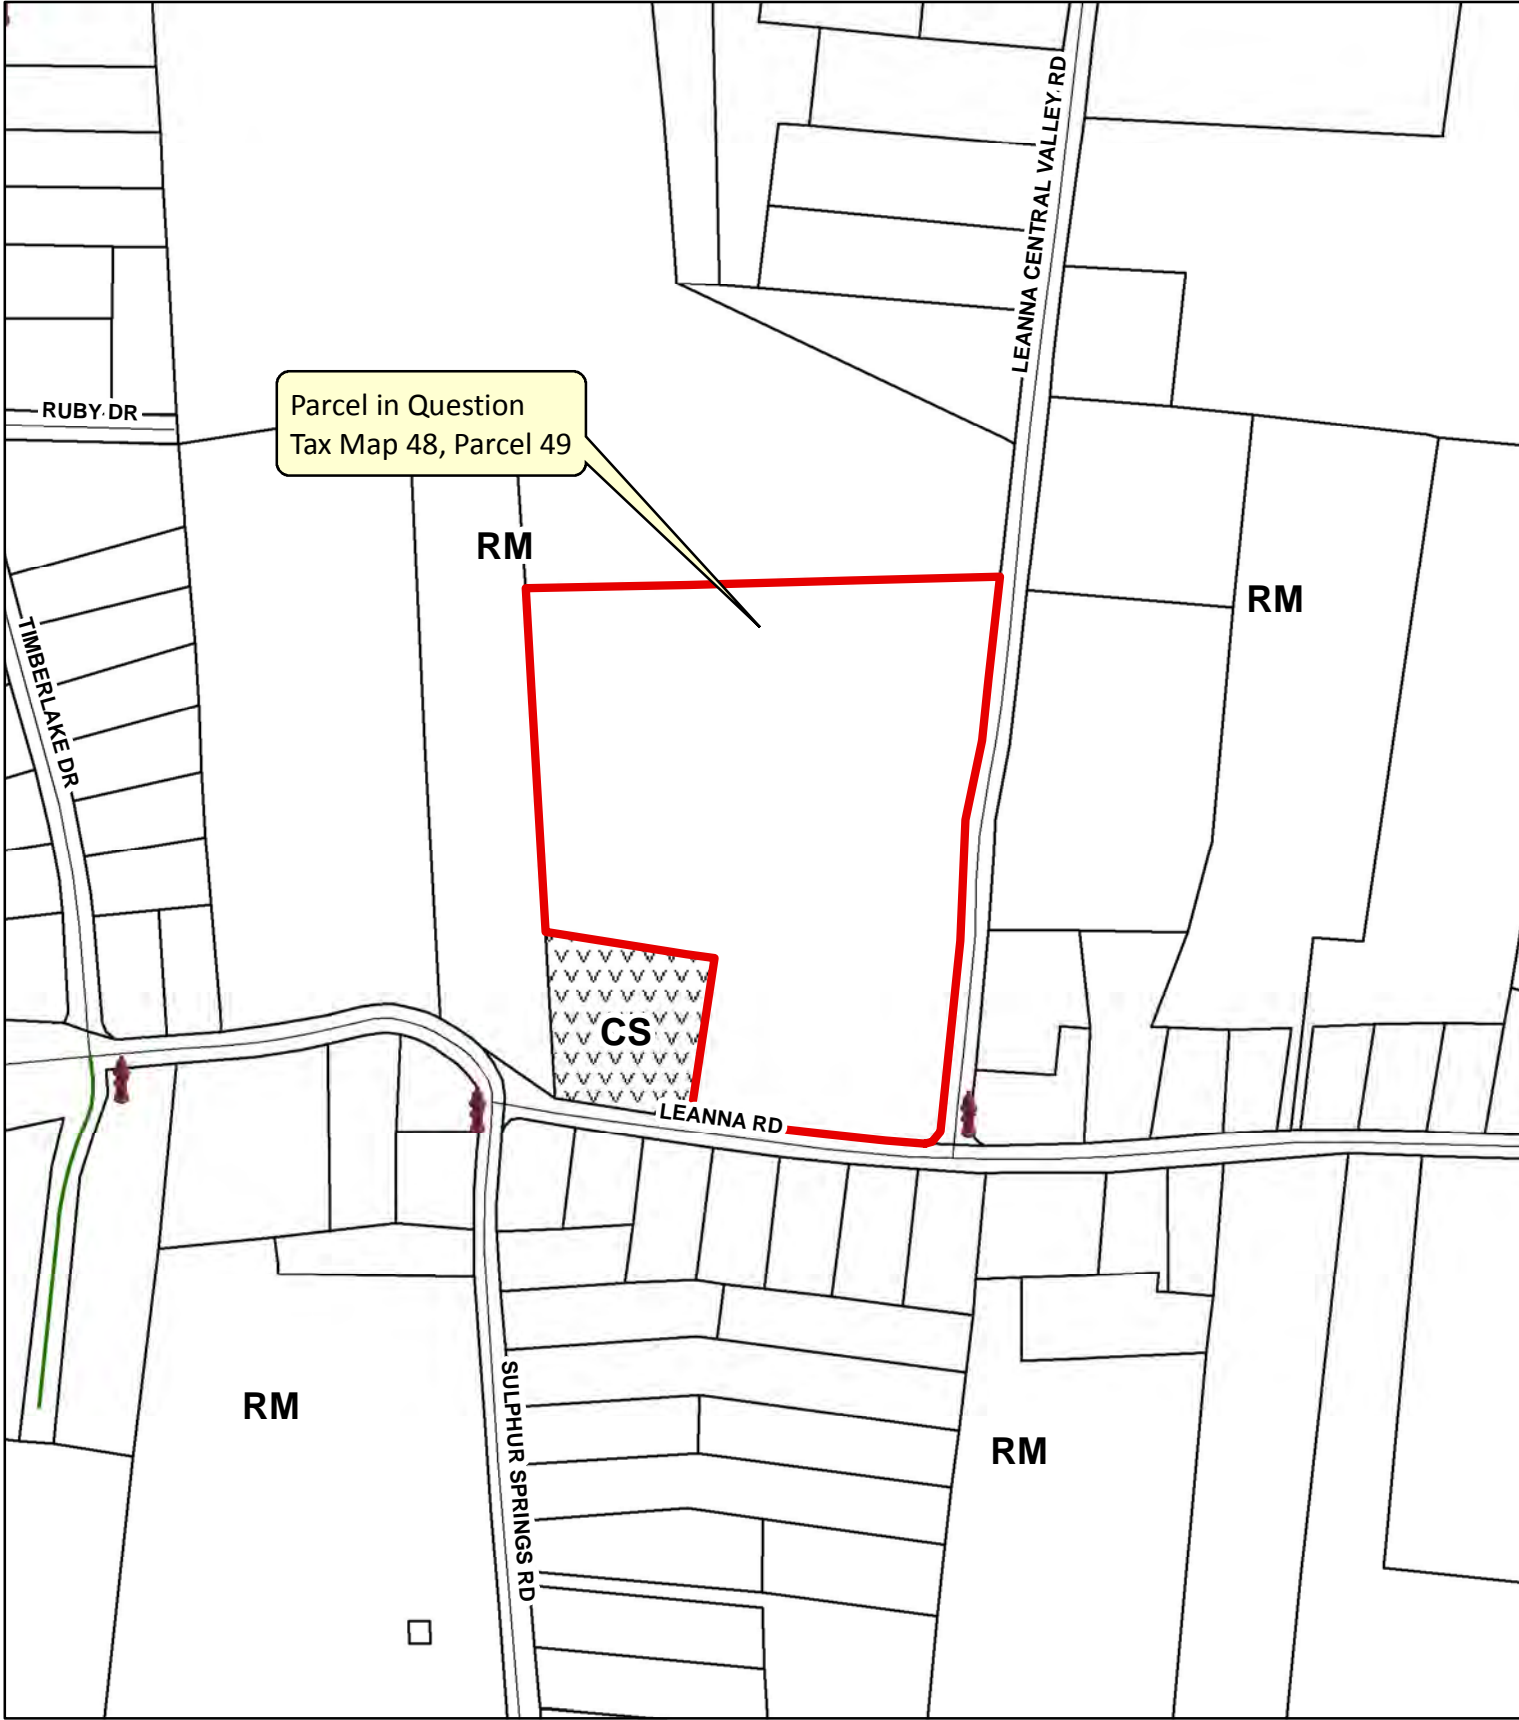 LEANNA CENTRAL VALLEY RD
RUBY DR
Parcel in Question
Tax Map 48, Parcel 49
RM
RM
TIMBERLAKE DR
CS
LEANNA RD
SULPHUR SPRINGS RD
RM
RM